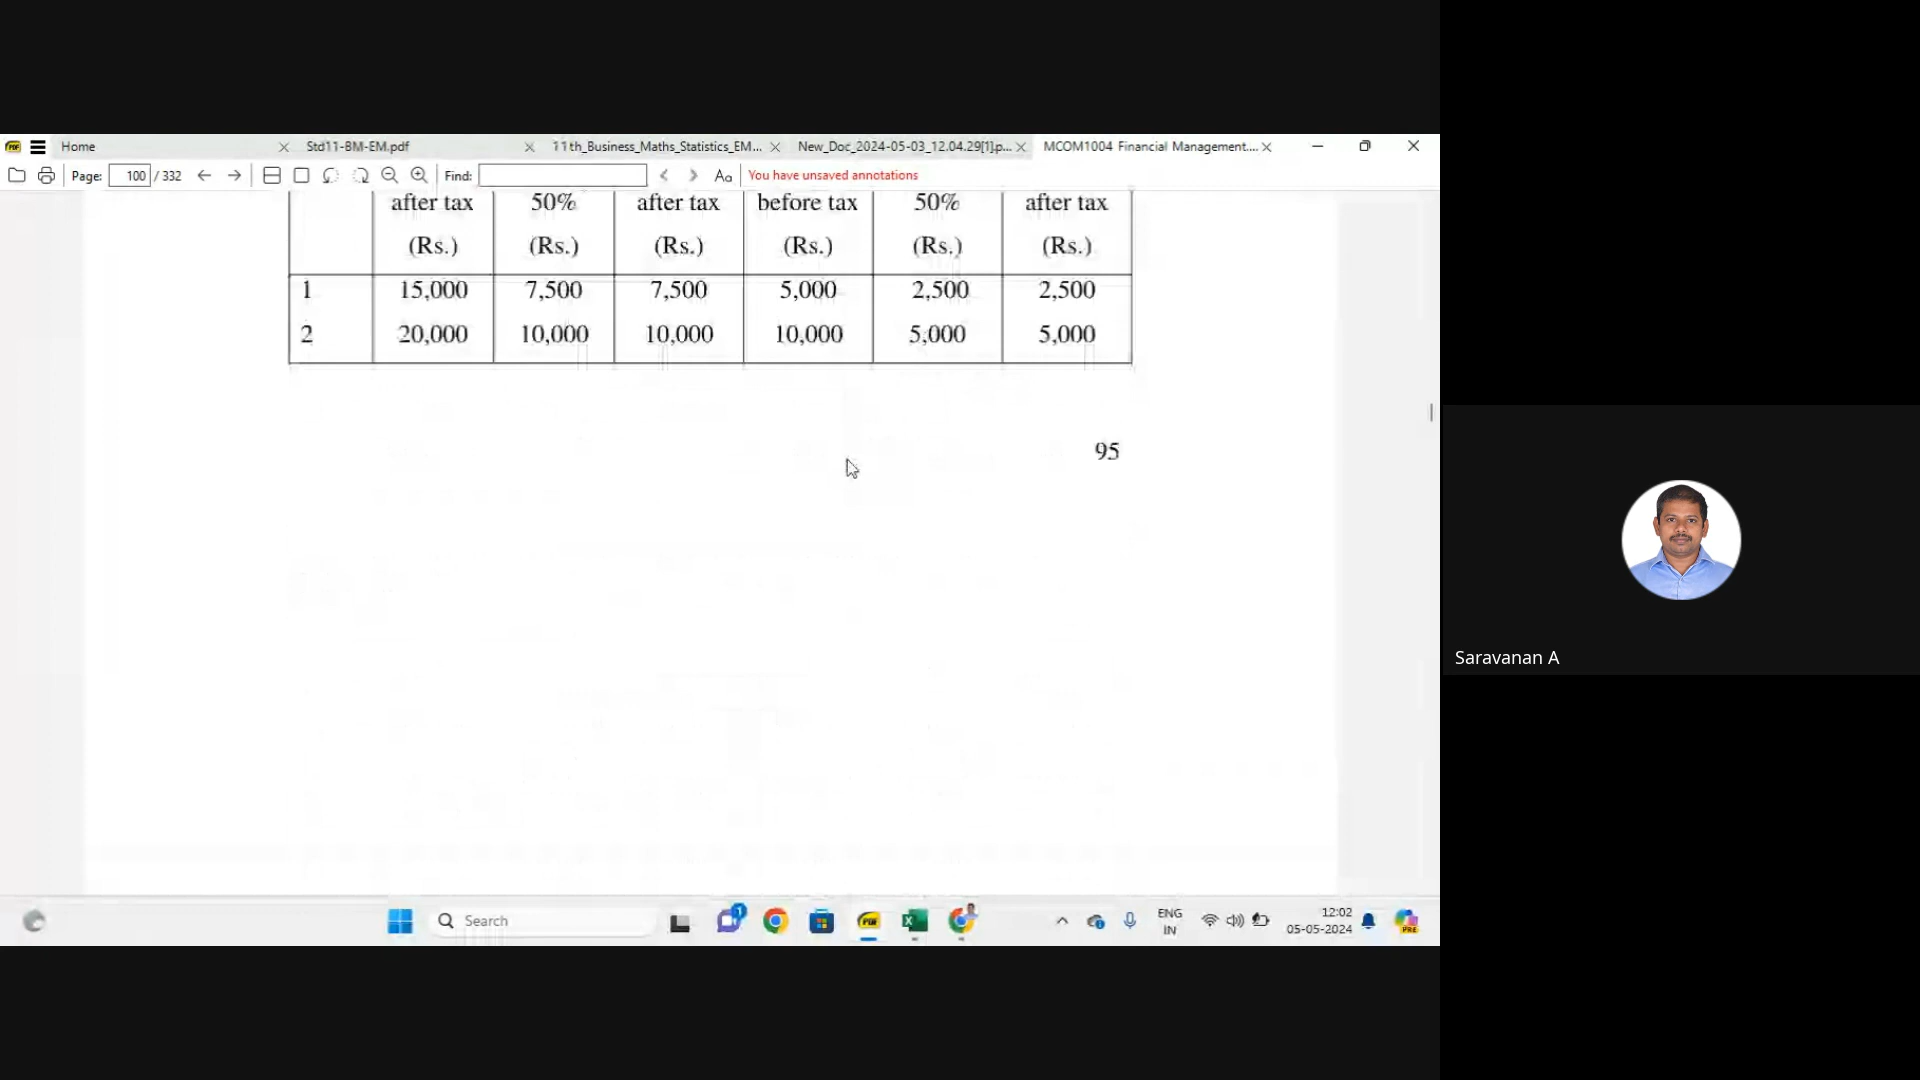 Home
Std11-BM-EM.pdf
11th_Business_Maths_Statistics_EM...
New_Doc_2024-05-03_12.04.29[1].p...
MCOM1004 Financial Management....
Page: 100 / 332
Find:
You have unsaved annotations
after tax 50% after tax before tax 50% after tax
(Rs.) (Rs.) (Rs.) (Rs.) (Rs.) (Rs.)
1 15,000 7,500 7,500 5,000 2,500 2,500
2 20,000 10,000 10,000 10,000 5,000 5,000
95
Saravanan A
Search
1
ENG
IN
12:02
05-05-2024
PRE